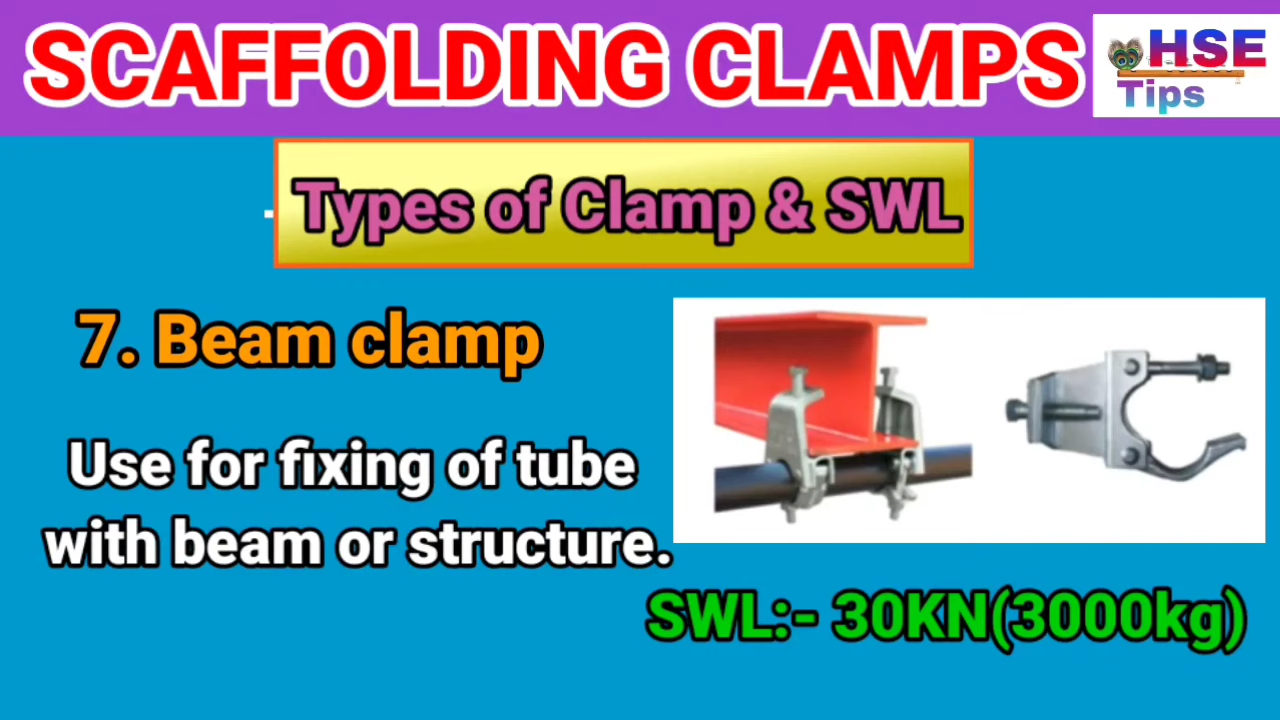 SCAFFOLDING CLAMPS
HSE
Tips
Types of Clamp & SWL
7. Beam clamp
Use for fixing of tube
with beam or structure.
SWL:- 30KN(3000kg)